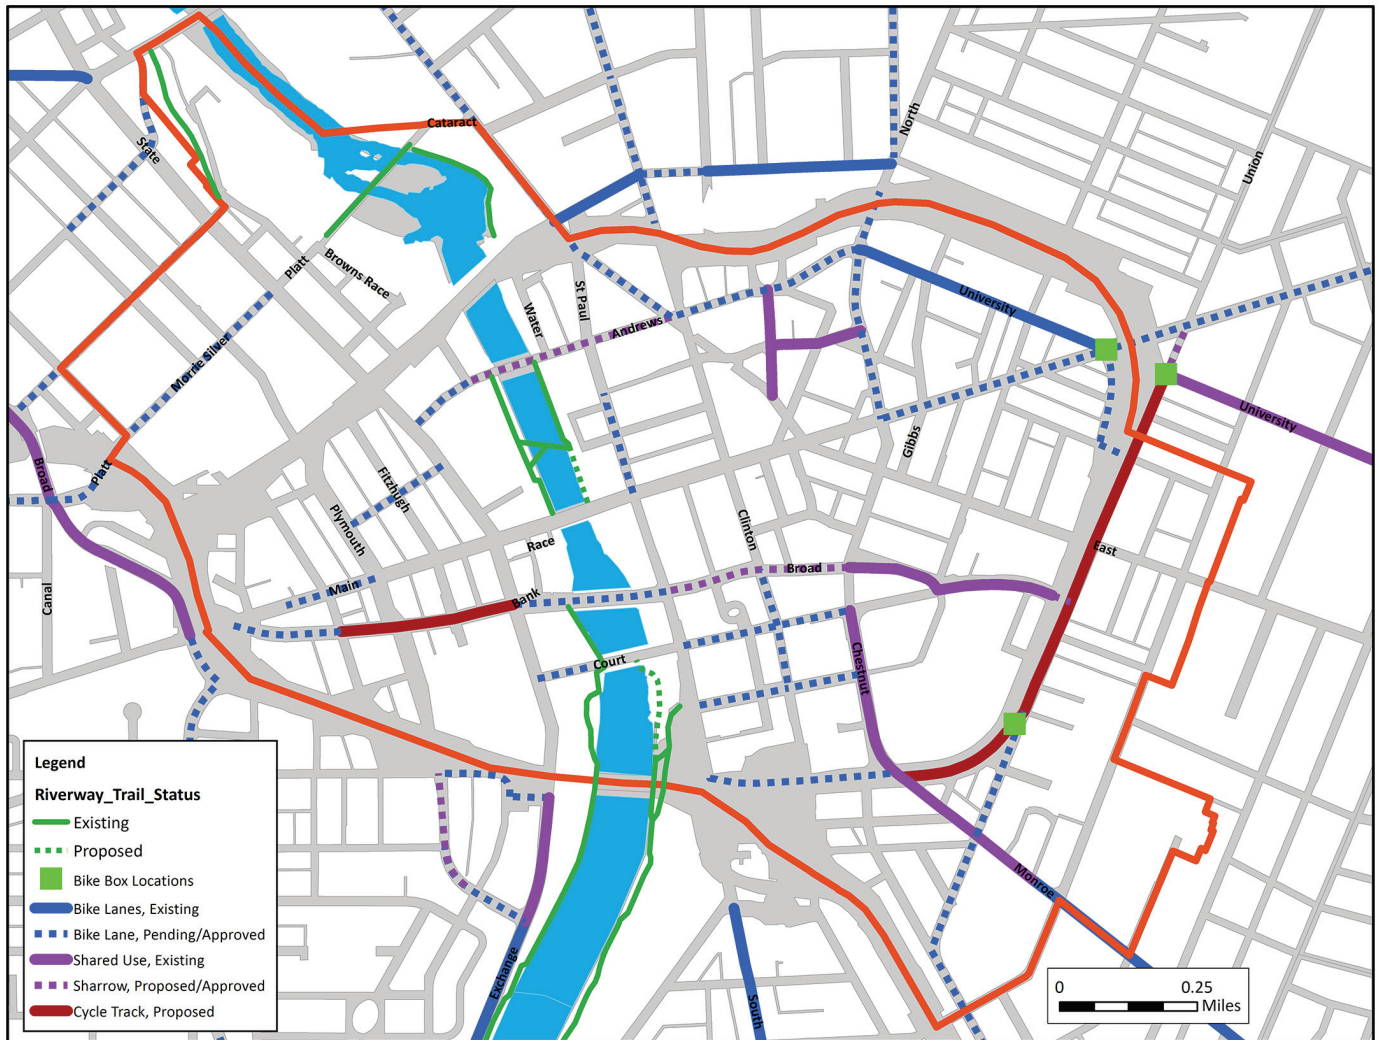 Cataract
North
State
Union
Platt
Browns Race
University
Water
St Paul
Andrews
Morrie Silver
University
Broad
Platt
Fitzhugh
Plymouth
Gibbs
Clinton
Race
East
Canal
Main
Bank
Broad
Court
Chestnut
Monroe
Exchange
South
Legend
Riverway_Trail_Status
Existing
Proposed
Bike Box Locations
Bike Lanes, Existing
Bike Lane, Pending/Approved
Shared Use, Existing
Sharrow, Proposed/Approved
Cycle Track, Proposed
0 0.25
Miles